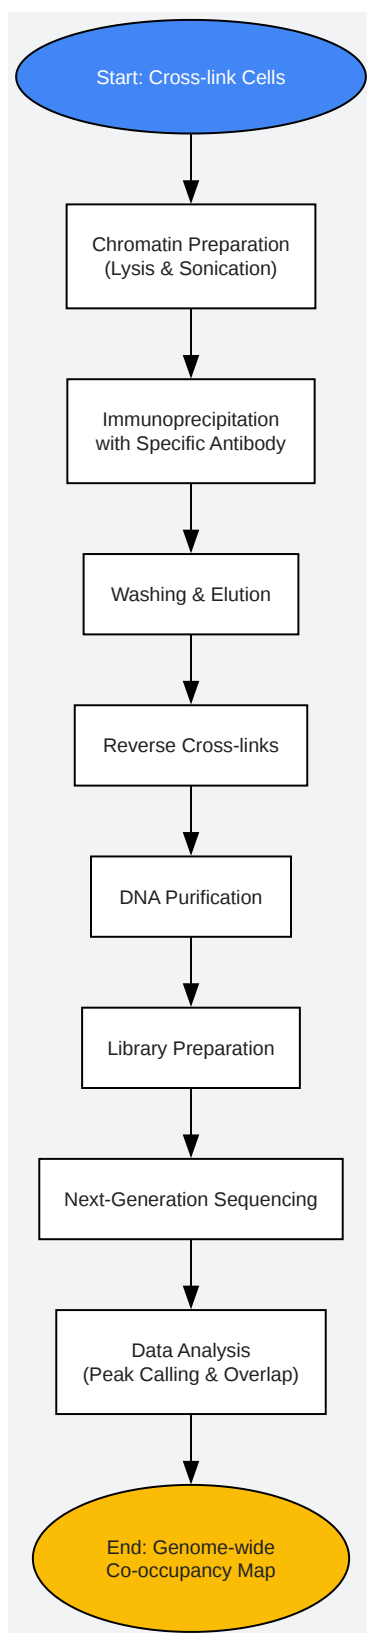 Start: Cross-link Cells
Chromatin Preparation
(Lysis & Sonication)
Immunoprecipitation
with Specific Antibody
Washing & Elution
Reverse Cross-links
DNA Purification
Library Preparation
Next-Generation Sequencing
Data Analysis
(Peak Calling & Overlap)
End: Genome-wide
Co-occupancy Map